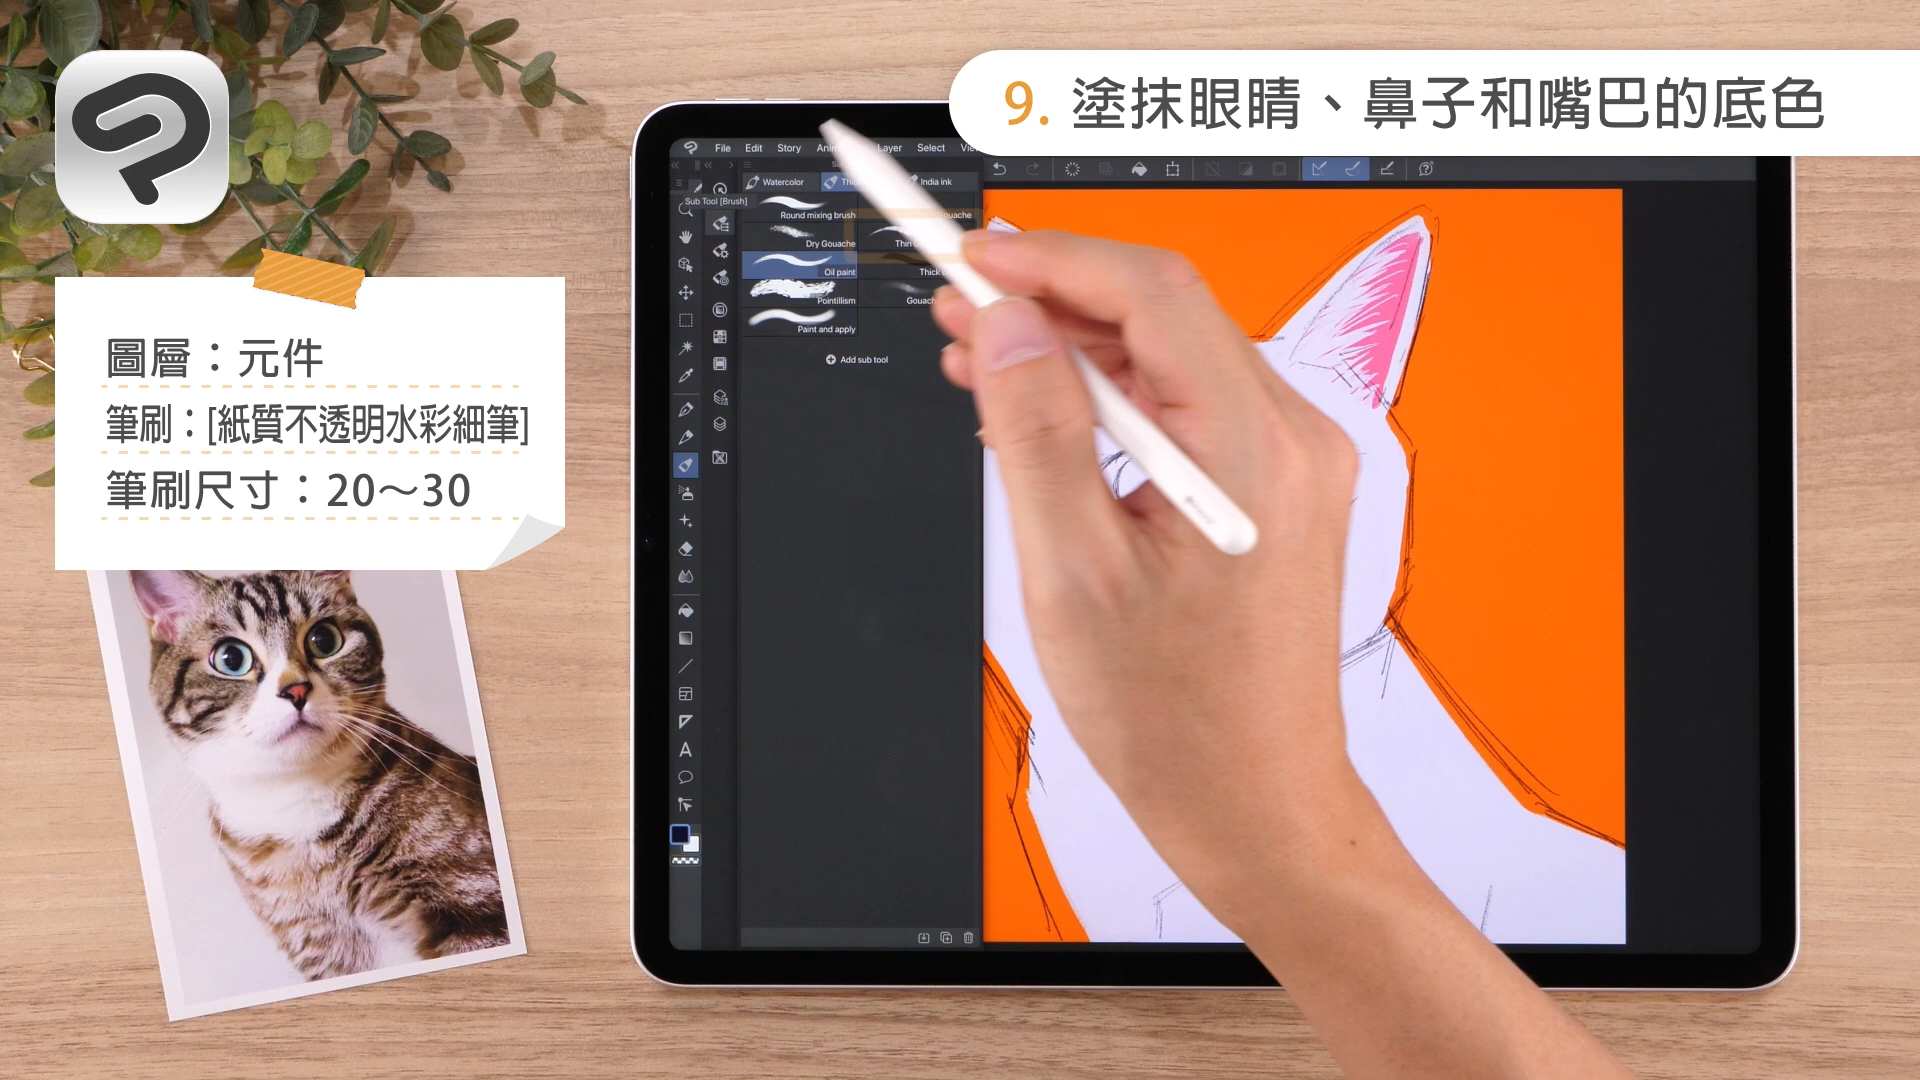 9. 塗抹眼睛、鼻子和嘴巴的底色
圖層：元件
筆刷：[紙質不透明水彩細筆]
筆刷尺寸：20～30
File Edit Story Layer Select
Watercolor India ink
Sub Tool [Brush]
Round mixing brush
Dry Gouache Thin
Oil paint Thick
Pointillism
Paint and apply
Add sub tool